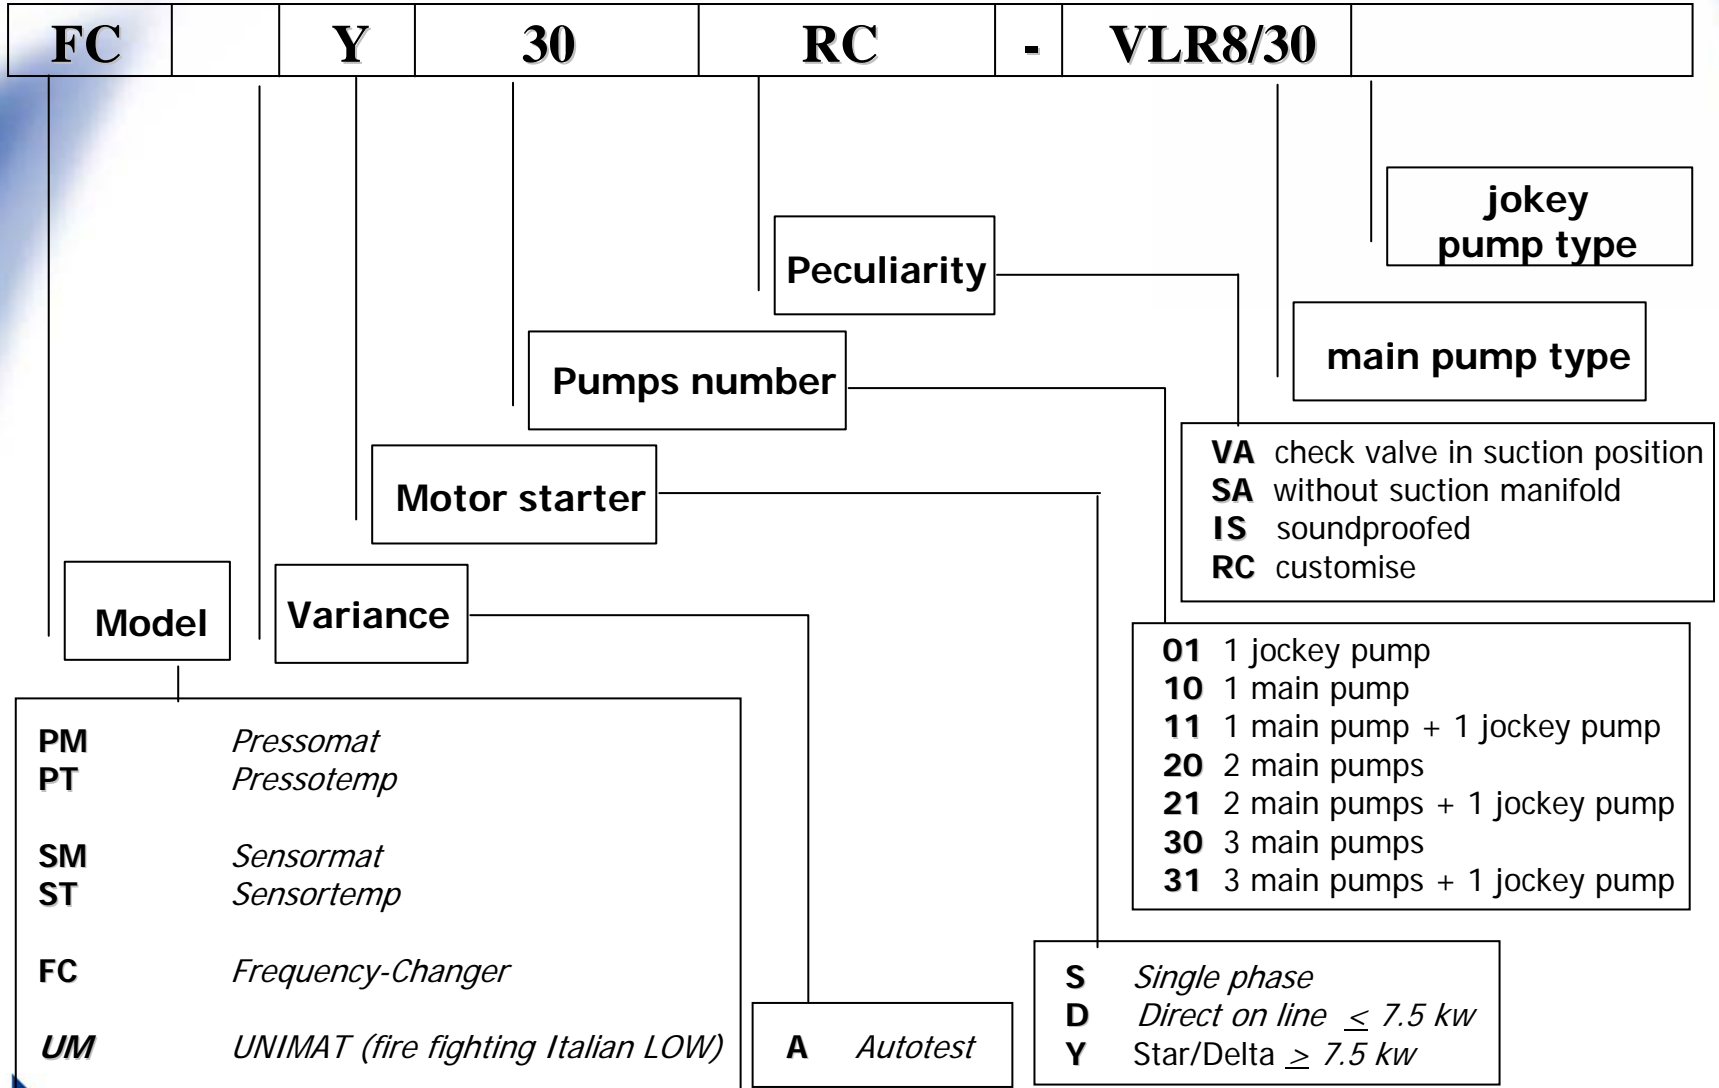 FC Y 30 RC - VLR8/30
jokey
pump type
Peculiarity
main pump type
Pumps number
VA check valve in suction position
SA without suction manifold
IS soundproofed
RC customise
Motor starter
Model
Variance
01 1 jockey pump
10 1 main pump
11 1 main pump + 1 jockey pump
20 2 main pumps
21 2 main pumps + 1 jockey pump
30 3 main pumps
31 3 main pumps + 1 jockey pump
PM Pressomat
PT Pressotemp
SM Sensormat
ST Sensortemp
FC Frequency-Changer
UM UNIMAT (fire fighting Italian LOW)
A Autotest
S Single phase
D Direct on line ≤ 7.5 kw
Y Star/Delta ≥ 7.5 kw